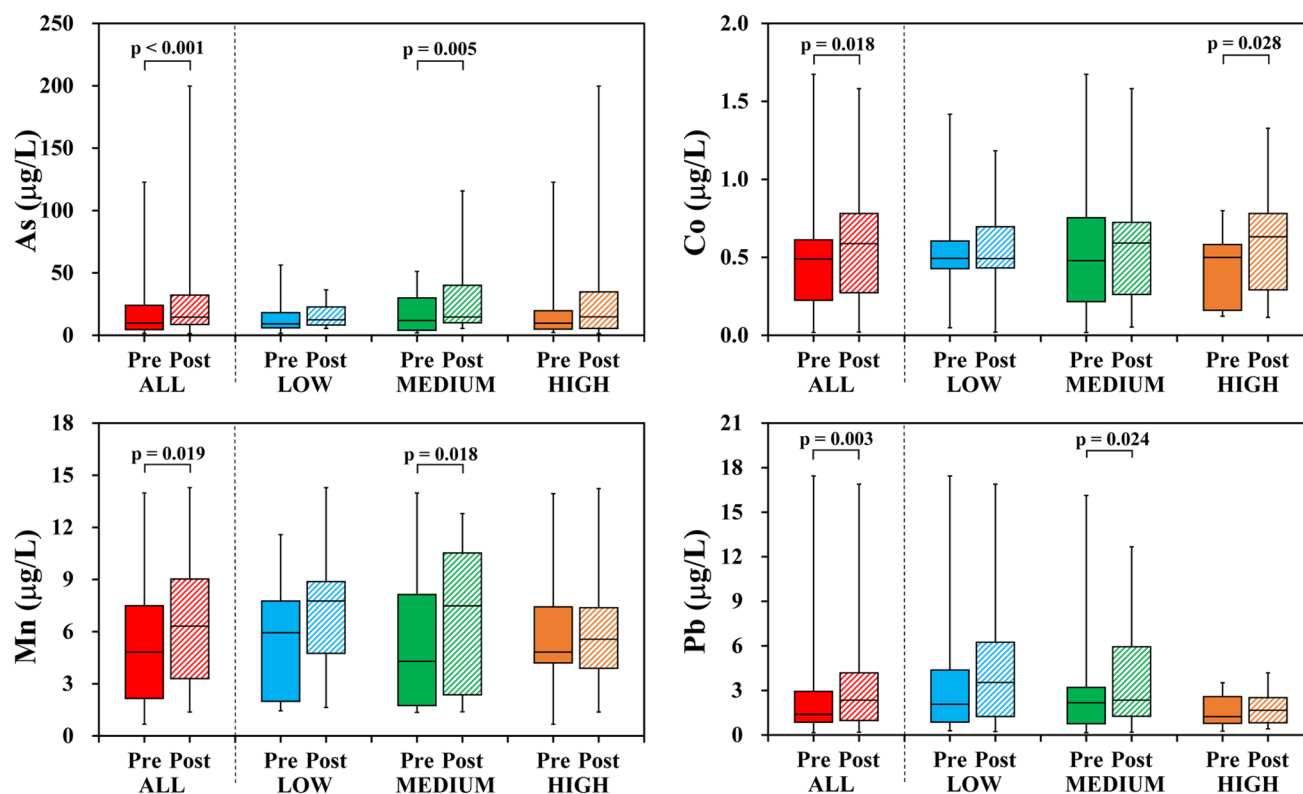 As (μg/L)
250
200
150
100
50
0
p < 0.001
p = 0.005
Pre Post Pre Post Pre Post Pre Post
ALL LOW MEDIUM HIGH
Co (μg/L)
2.0
1.5
1.0
0.5
0.0
p = 0.018
p = 0.028
Pre Post Pre Post Pre Post Pre Post
ALL LOW MEDIUM HIGH
Mn (μg/L)
18
15
12
9
6
3
0
p = 0.019
p = 0.018
Pre Post Pre Post Pre Post Pre Post
ALL LOW MEDIUM HIGH
Pb (μg/L)
21
18
15
12
9
6
3
0
p = 0.003
p = 0.024
Pre Post Pre Post Pre Post Pre Post
ALL LOW MEDIUM HIGH